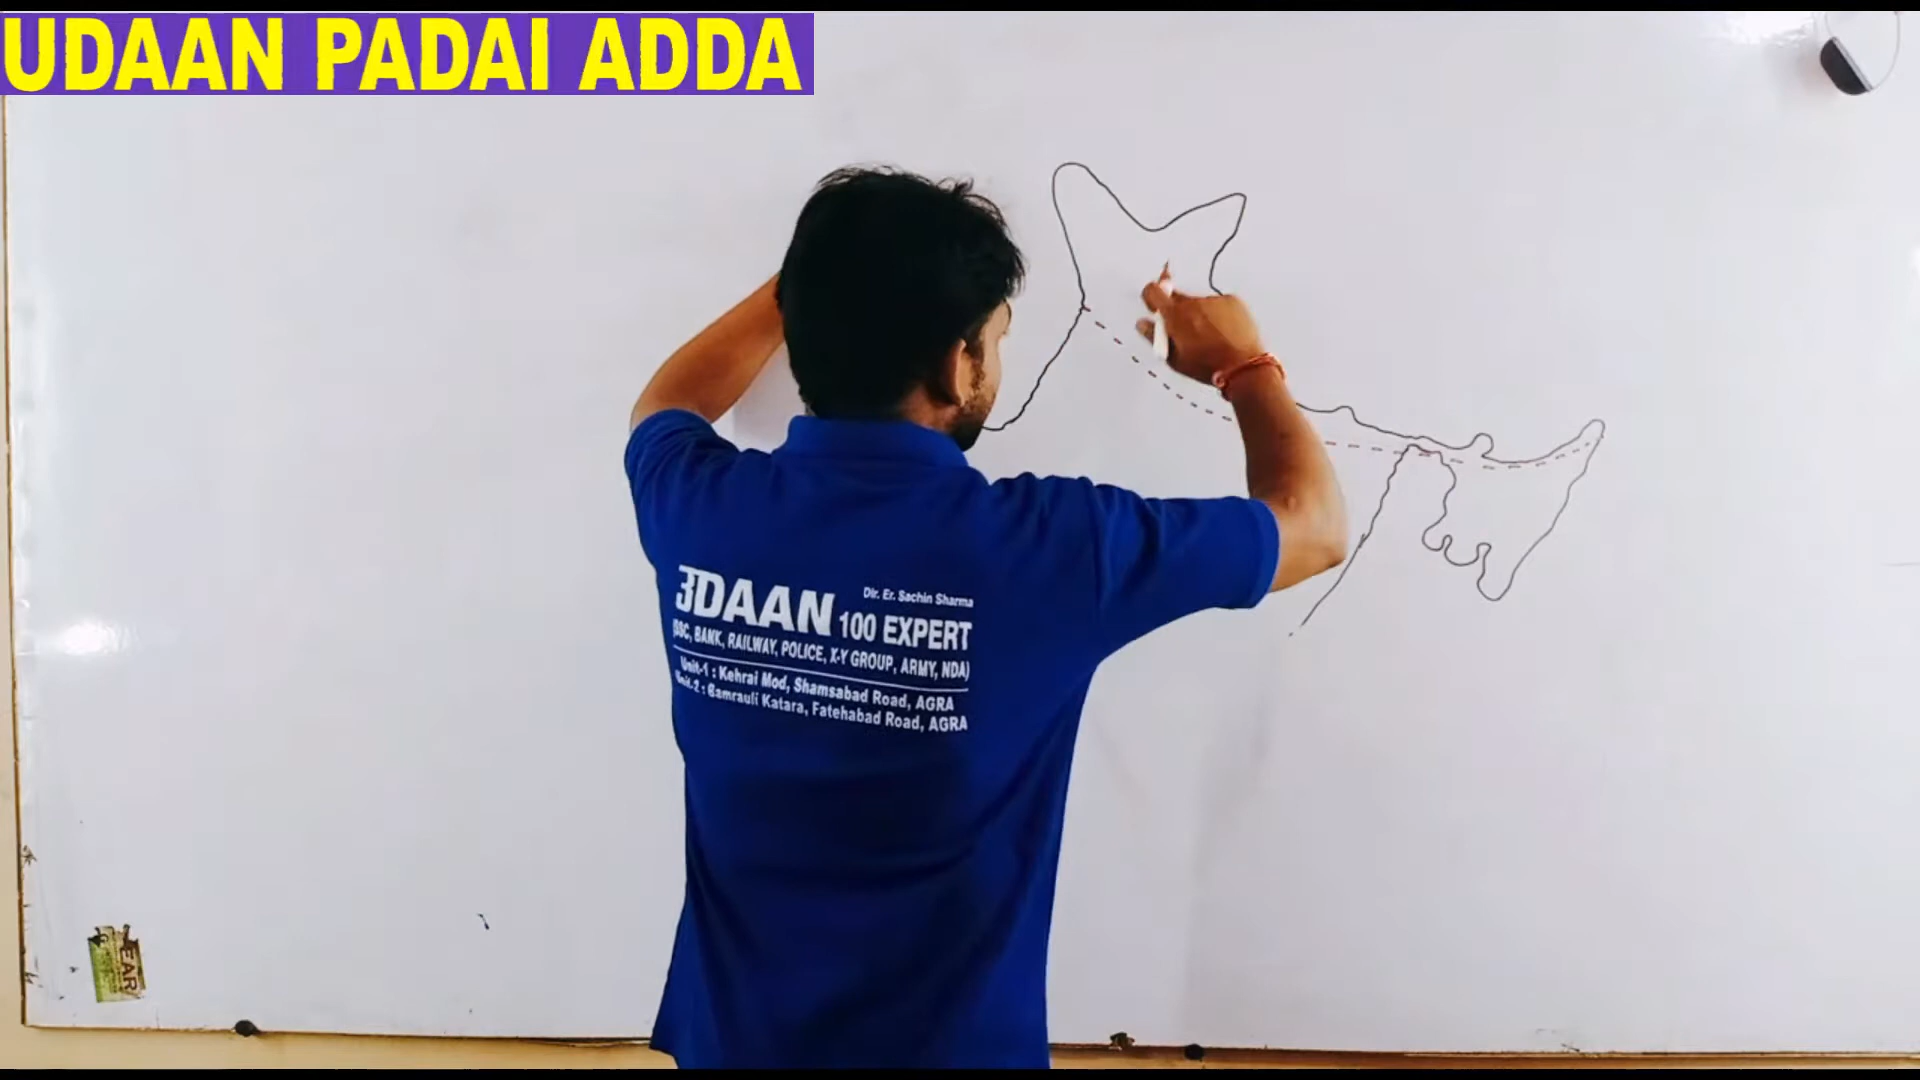 UDAAN PADAI ADDA
Dir. Er. Sachin Sharma
3DAAN 100 EXPERT
(SSC, BANK, RAILWAY, POLICE, X-Y GROUP, ARMY, NDA)
Unit-1 : Kehrai Mod, Shamsabad Road, AGRA
Unit-2 : Bamrauli Katara, Fatehabad Road, AGRA
EAR